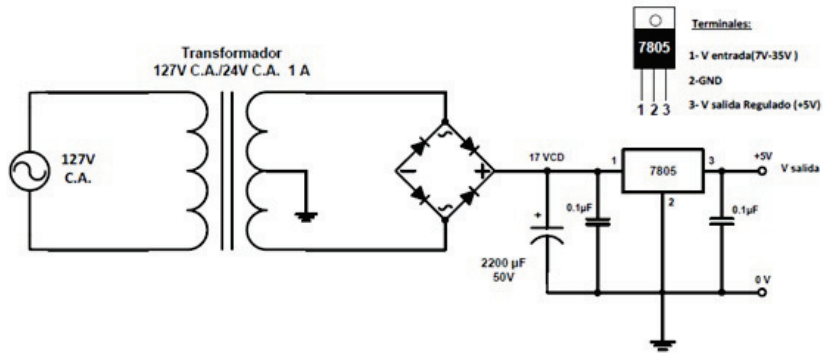 Transformador
127V C.A./24V C.A. 1 A
127V
C.A.
17 VCD
0.1µF
+
2200 µF
50V
1
7805
3
2
0.1µF
+5V
V salida
0 V
7805
1 2 3
Terminales:
1- V entrada(7V-35V )
2-GND
3- V salida Regulado (+5V)